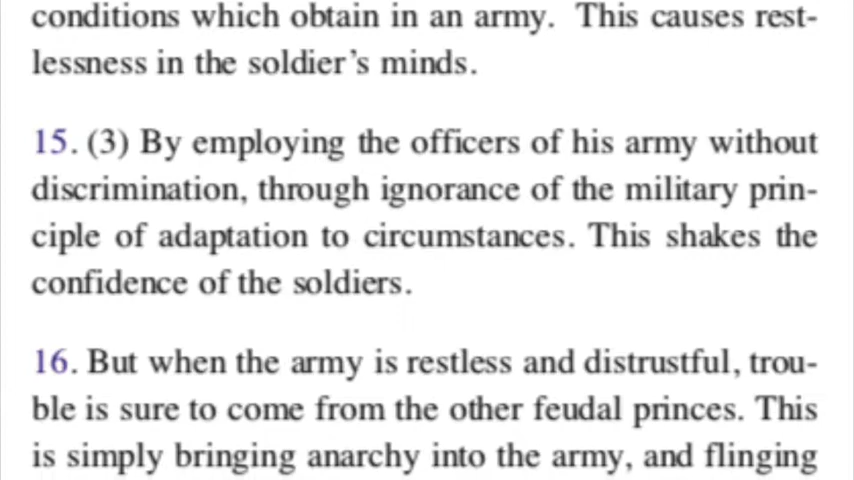 conditions which obtain in an army. This causes rest-
lessness in the soldier’s minds.
15. (3) By employing the officers of his army without
discrimination, through ignorance of the military prin-
ciple of adaptation to circumstances. This shakes the
confidence of the soldiers.
16. But when the army is restless and distrustful, trou-
ble is sure to come from the other feudal princes. This
is simply bringing anarchy into the army, and flinging